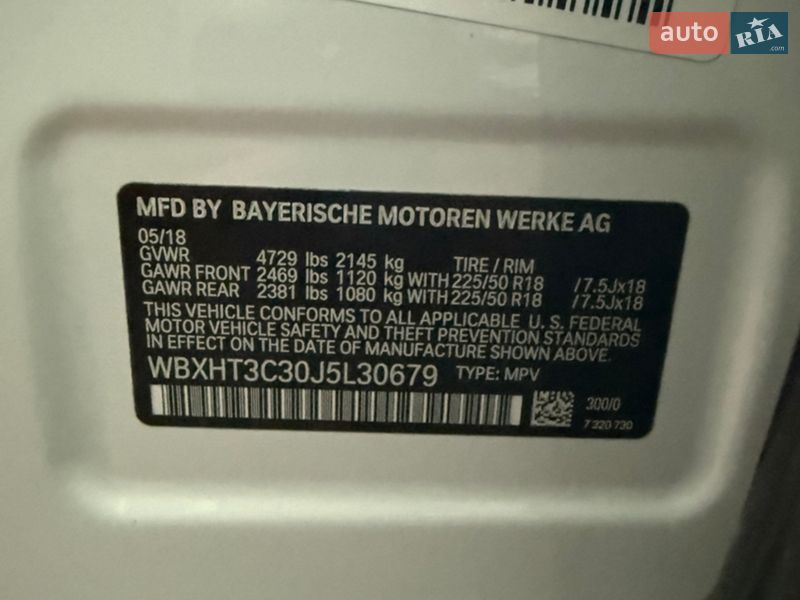 auto RIA
.com
MFD BY BAYERISCHE MOTOREN WERKE AG
05/18
GVWR 4729 lbs 2145 kg TIRE / RIM
GAWR FRONT 2469 lbs 1120 kg WITH 225/50 R18 /7.5Jx18
GAWR REAR 2381 lbs 1080 kg WITH 225/50 R18 /7.5Jx18
THIS VEHICLE CONFORMS TO ALL APPLICABLE U. S. FEDERAL
MOTOR VEHICLE SAFETY AND THEFT PREVENTION STANDARDS
IN EFFECT ON THE DATE OF MANUFACTURE SHOWN ABOVE.
WBXHT3C30J5L30679 TYPE: MPV
300/0
7 320 730